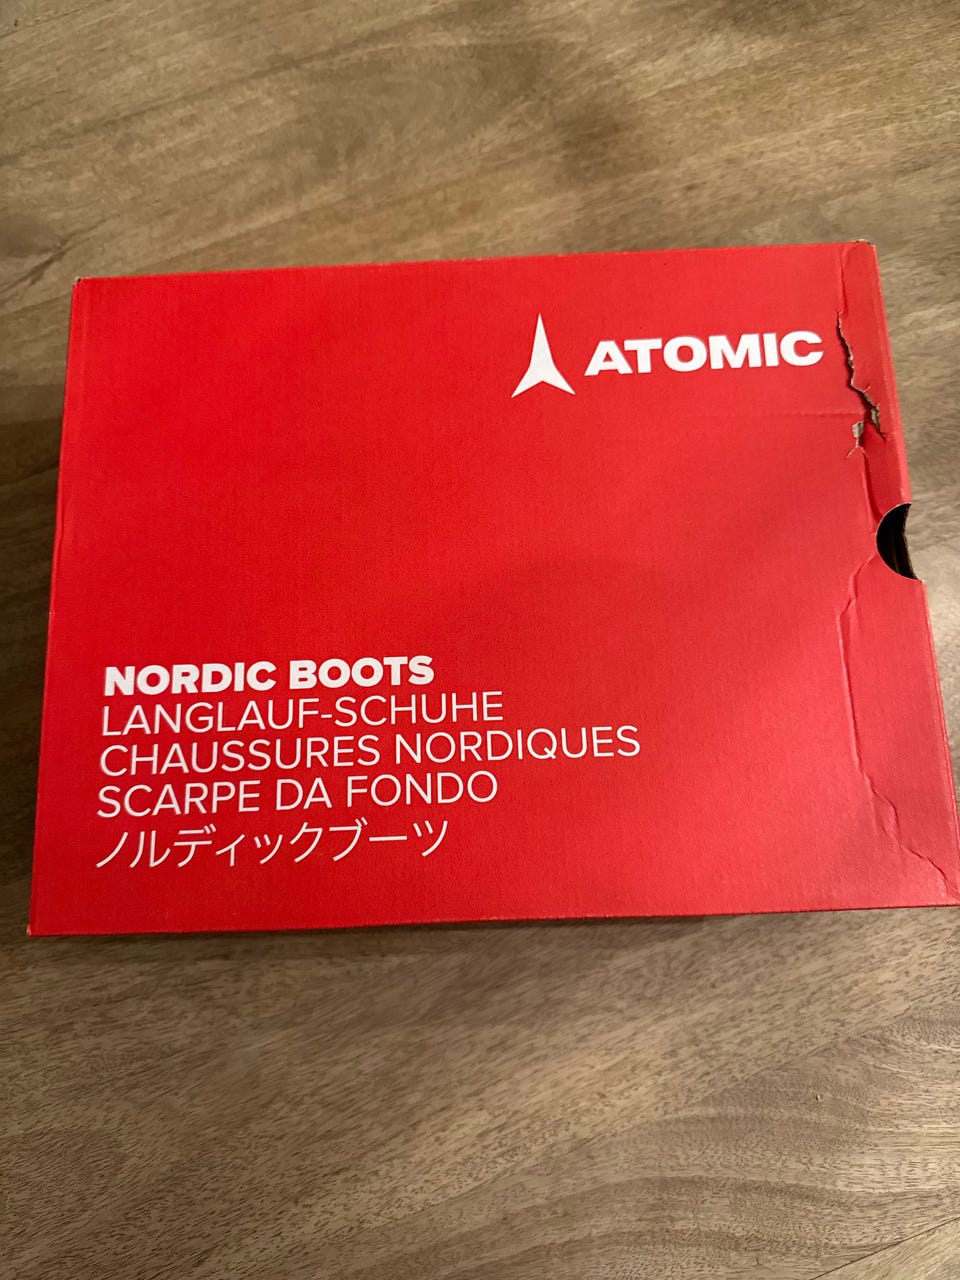 ATOMIC
NORDIC BOOTS
LANGLAUF-SCHUHE
CHAUSSURES NORDIQUES
SCARPE DA FONDO
ノルディックブーツ